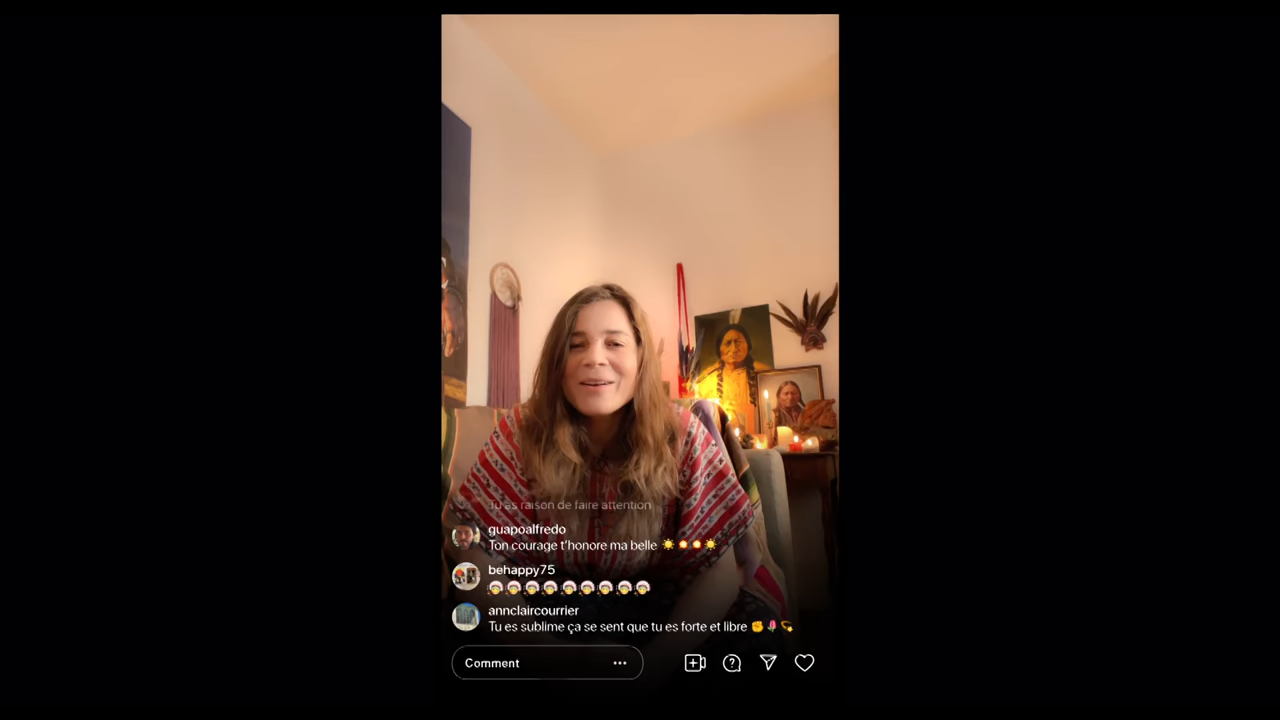 Tu as raison de faire attention
guapoalfredo
Ton courage t'honore ma belle ☀️💥💥☀️
behappy75
annclaircourrier
Tu es sublime ça se sent que tu es forte et libre ✊🌷💫
Comment